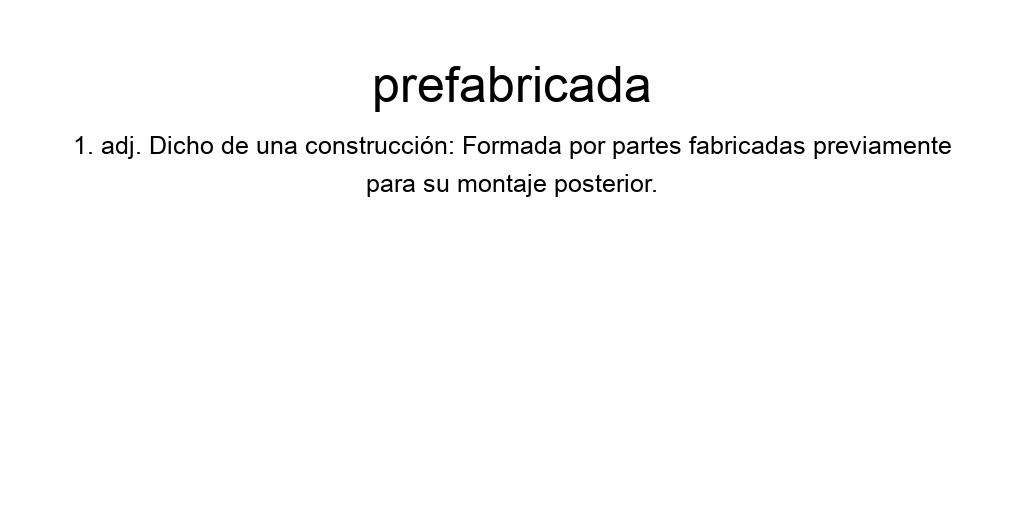 prefabricada
1. adj. Dicho de una construcción: Formada por partes fabricadas previamente
para su montaje posterior.